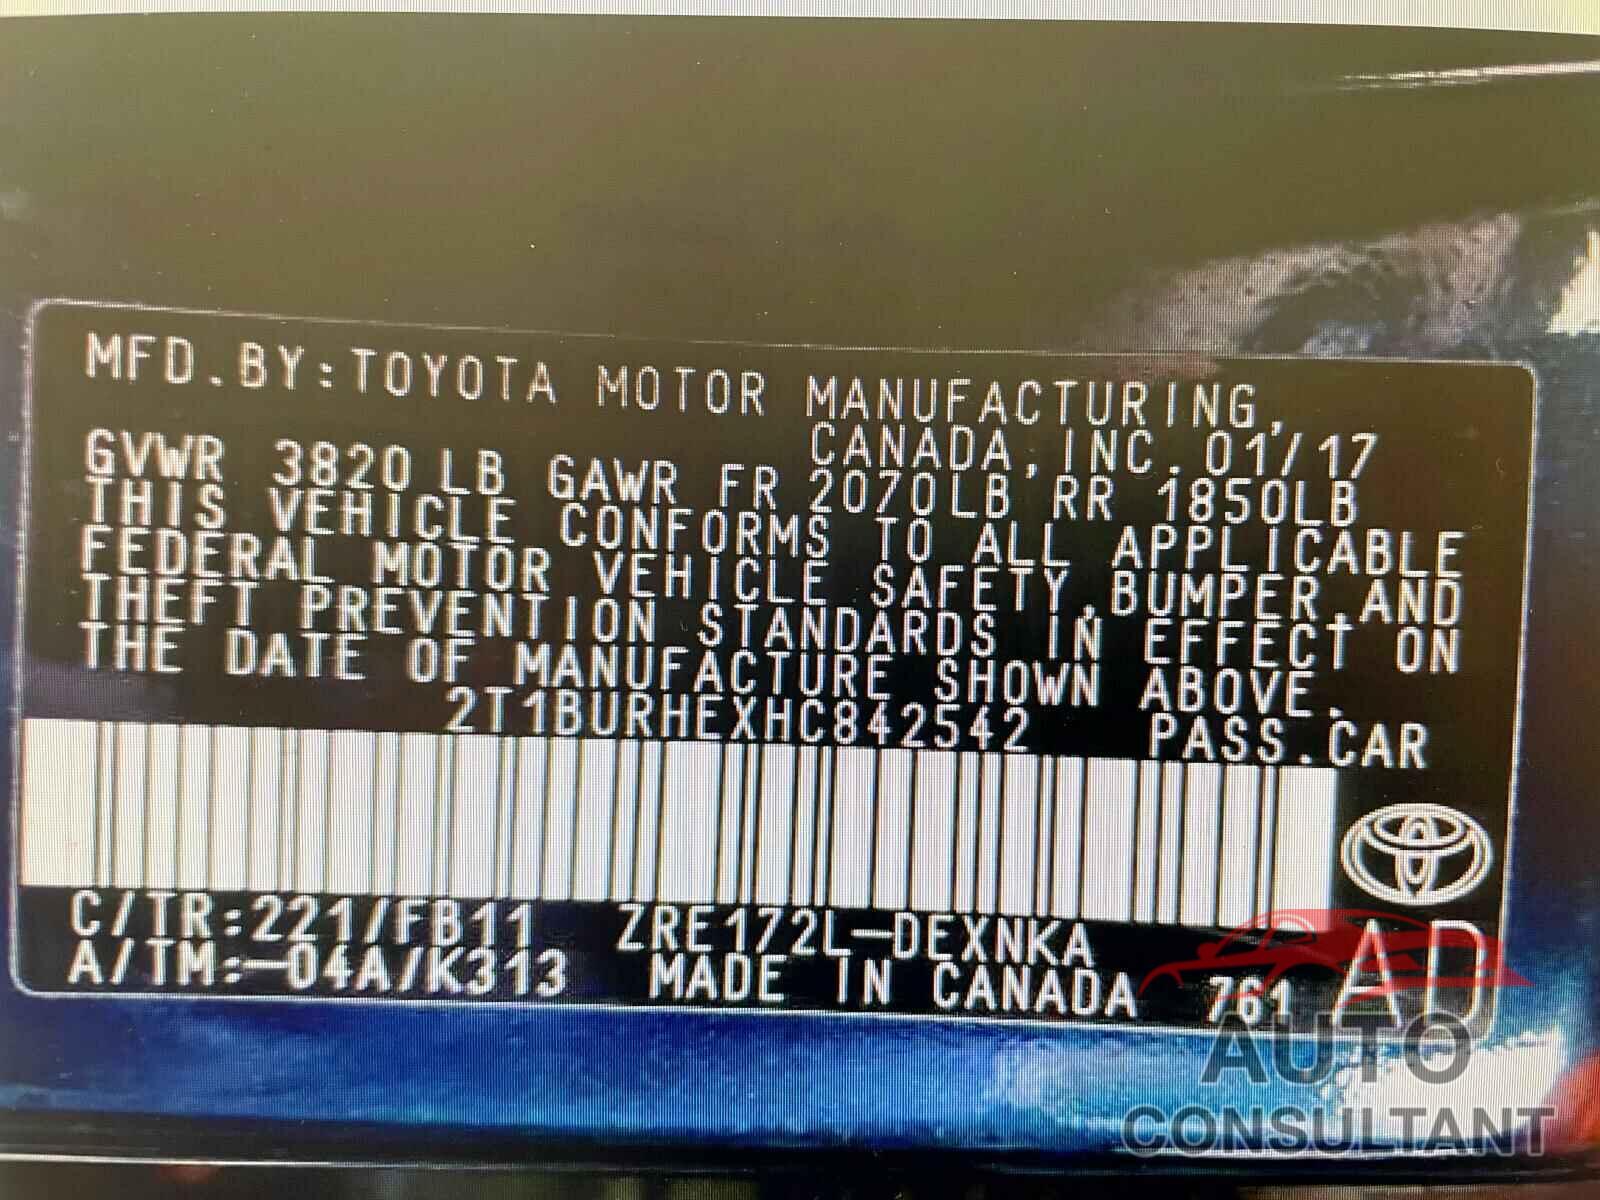 MFD.BY:TOYOTA MOTOR MANUFACTURING,
CANADA,INC.01/17
GVWR 3820 LB GAWR FR 2070LB RR 1850LB
THIS VEHICLE CONFORMS TO ALL APPLICABLE
FEDERAL MOTOR VEHICLE SAFETY,BUMPER,AND
THEFT PREVENTION STANDARDS IN EFFECT ON
THE DATE OF MANUFACTURE SHOWN ABOVE.
2T1BURHEXHC842542 PASS.CAR
C/TR:221/FB11 ZRE172L-DEXNKA
A/TM:-04A/K313 MADE IN CANADA 761
AD
AUTO
CONSULTANT